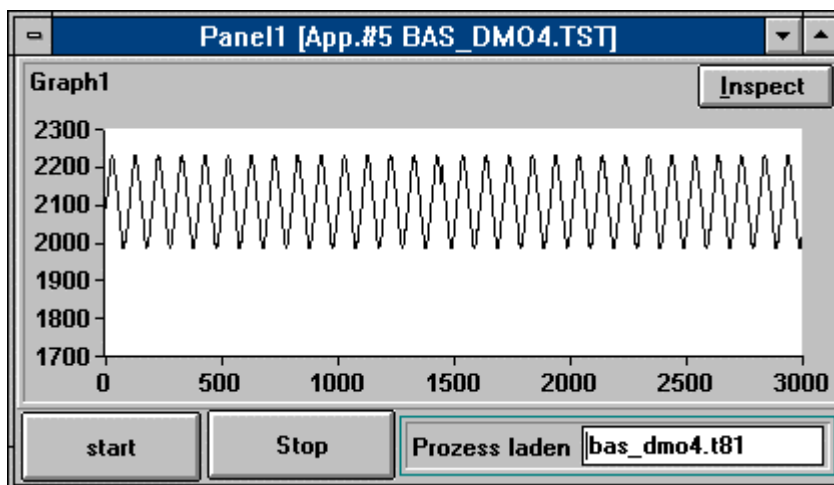 Panel1 [App.#5 BAS_DMO4.TST]
Graph1
Inspect
2300
2200
2100
2000
1900
1800
1700
0 500 1000 1500 2000 2500 3000
start Stop Prozess laden bas_dmo4.t81